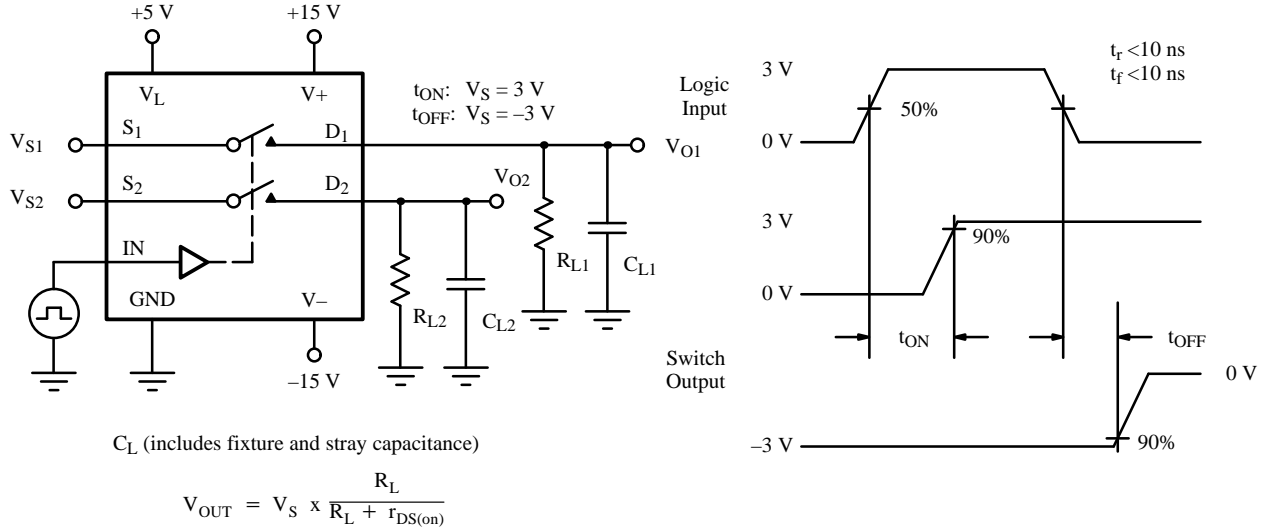 +5 V
+15 V
V_L
V+
t_ON: V_S = 3 V
t_OFF: V_S = –3 V
V_S1
S_1
D_1
V_O1
V_S2
S_2
D_2
V_O2
IN
R_L1
C_L1
GND
V–
R_L2
C_L2
–15 V
C_L (includes fixture and stray capacitance)
V_OUT = V_S x R_L / R_L + r_DS(on)
t_r <10 ns
t_f <10 ns
Logic
Input
3 V
50%
0 V
3 V
90%
0 V
t_ON
t_OFF
Switch
Output
0 V
–3 V
90%